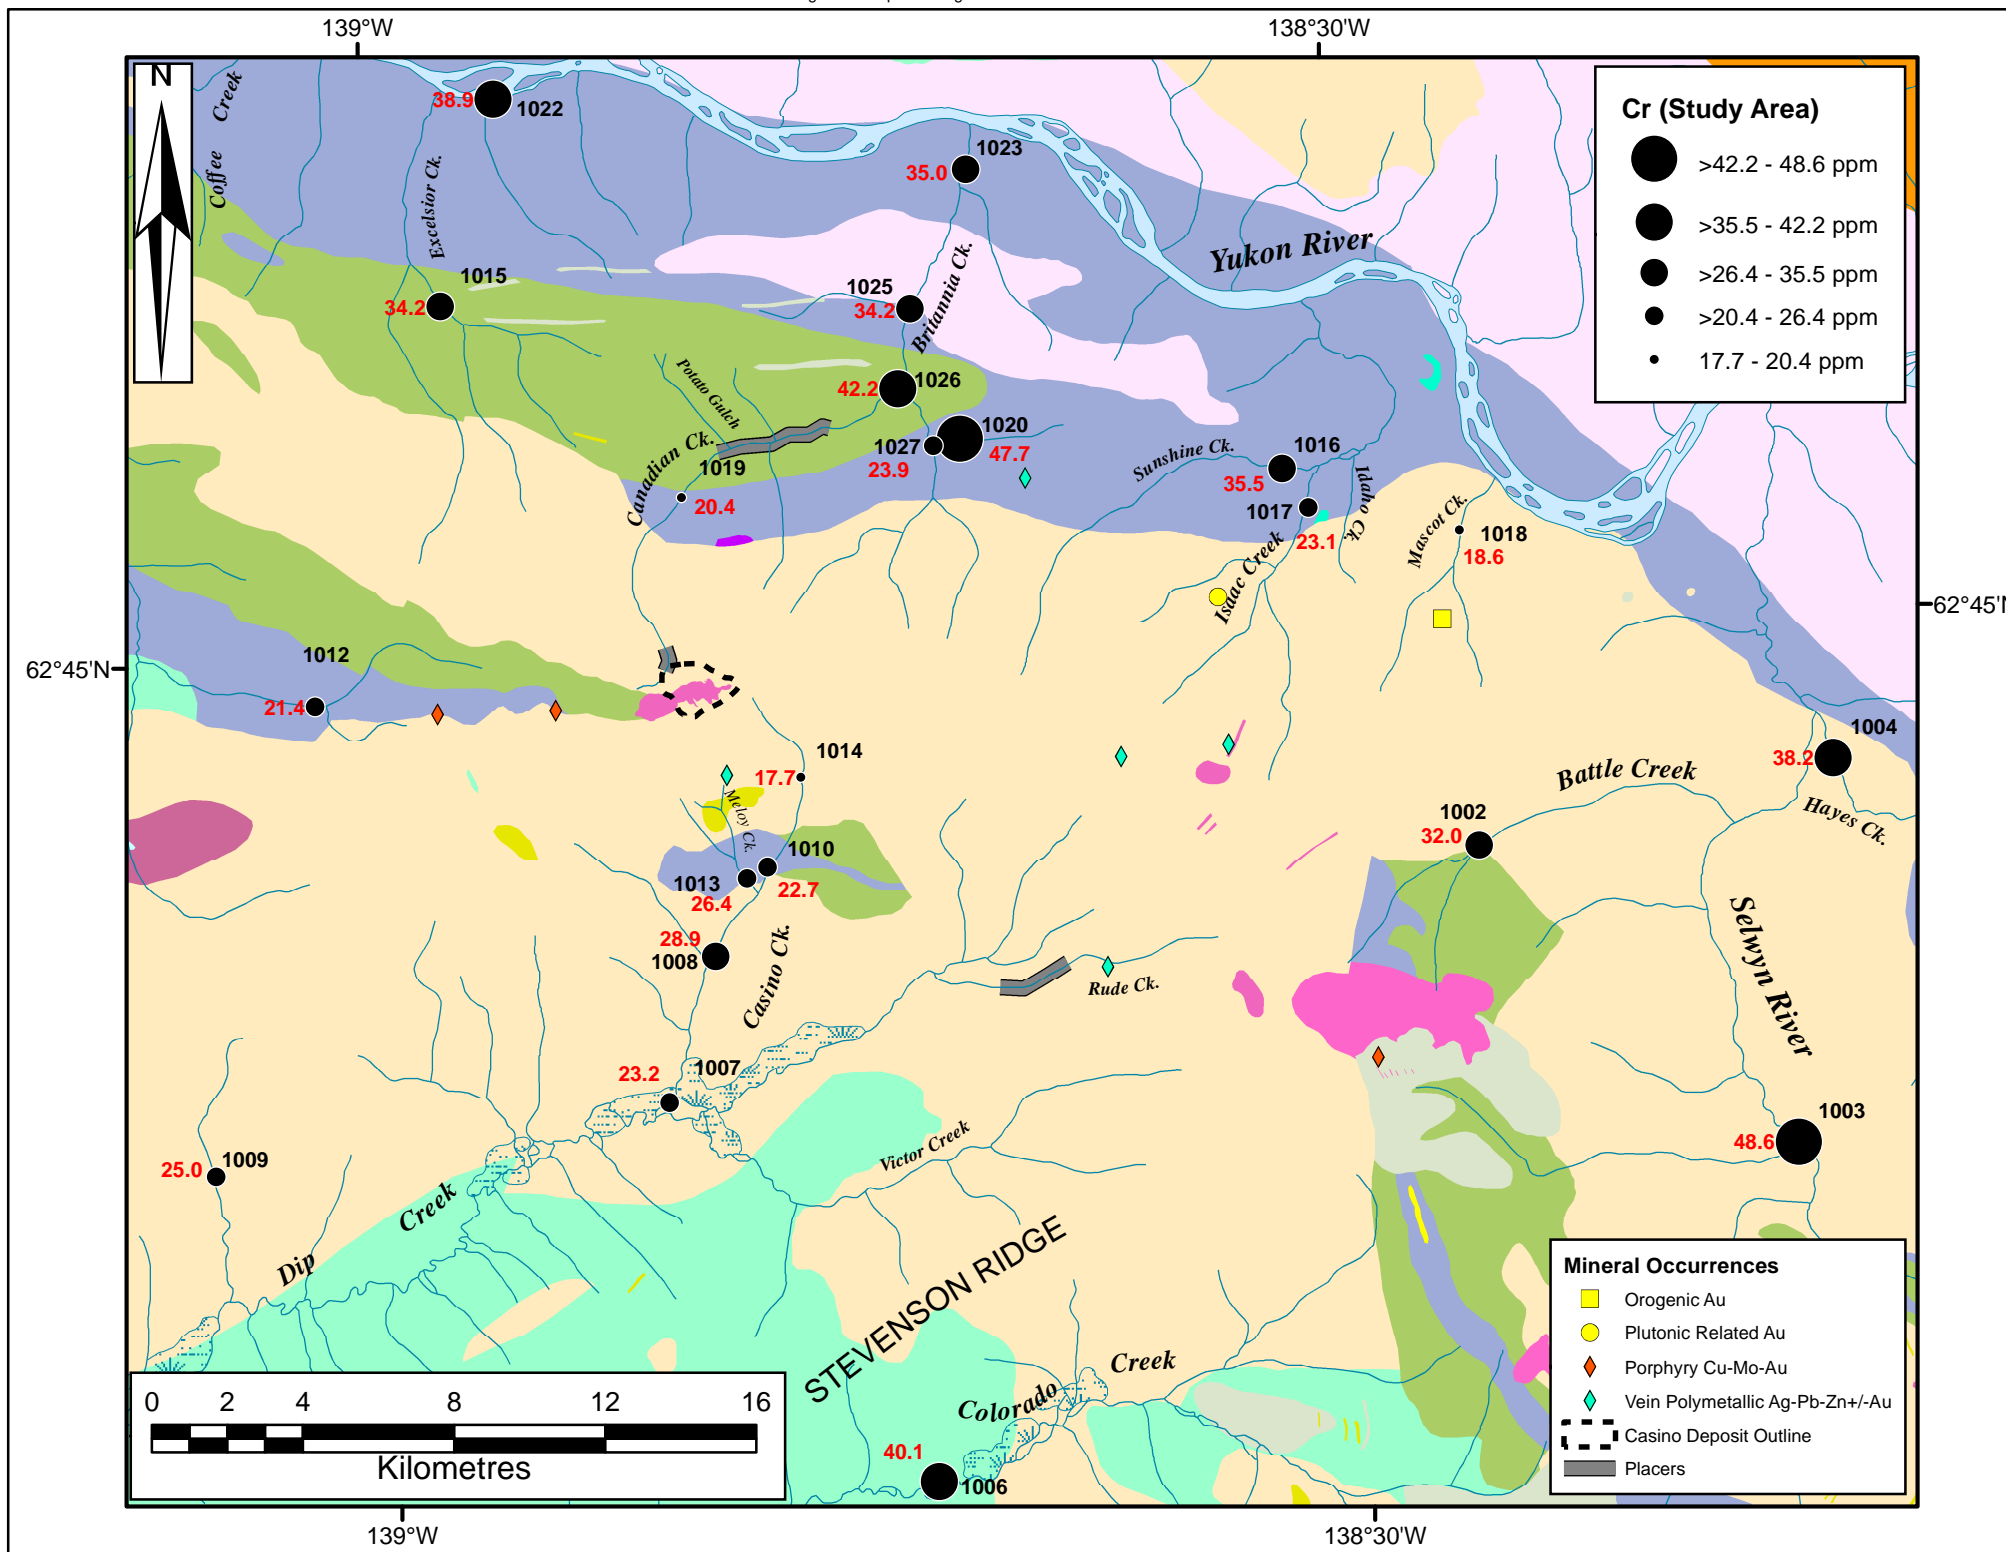 139°W
138°30'W
N
Coffee Creek
38.9
1022
Excelsior Ck.
1023
35.0
Cr (Study Area)
>42.2 - 48.6 ppm
>35.5 - 42.2 ppm
>26.4 - 35.5 ppm
>20.4 - 26.4 ppm
17.7 - 20.4 ppm
Yukon River
1015
34.2
1025
34.2
Britannia Ck.
Potato Gulch
42.2
1026
1020
47.7
1027
23.9
Canadian Ck.
1019
20.4
Sunshine Ck.
1016
35.5
1017
23.1
Idaho Ck.
Isaac Creek
Mascot Ck.
1018
18.6
62°45'N
62°45'N
1012
21.4
1014
17.7
Meloy Ck.
1004
38.2
Battle Creek
Hayes Ck.
1002
32.0
1010
22.7
1013
26.4
28.9
1008
Casino Ck.
Rude Ck.
Selwyn River
23.2
1007
1003
48.6
1009
25.0
Victor Creek
Dip Creek
STEVENSON RIDGE
Colorado Creek
40.1
1006
0 2 4 8 12 16
Kilometres
Mineral Occurrences
Orogenic Au
Plutonic Related Au
Porphyry Cu-Mo-Au
Vein Polymetallic Ag-Pb-Zn+/-Au
Casino Deposit Outline
Placers
139°W
138°30'W